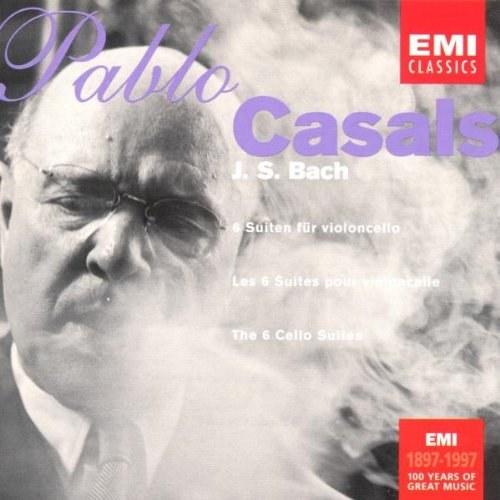 Pablo
Casals
EMI
CLASSICS
J. S. Bach
6 Suiten für violoncello
Les 6 Suites pour violoncelle
The 6 Cello Suites
EMI
1897-1997
100 YEARS OF
GREAT MUSIC